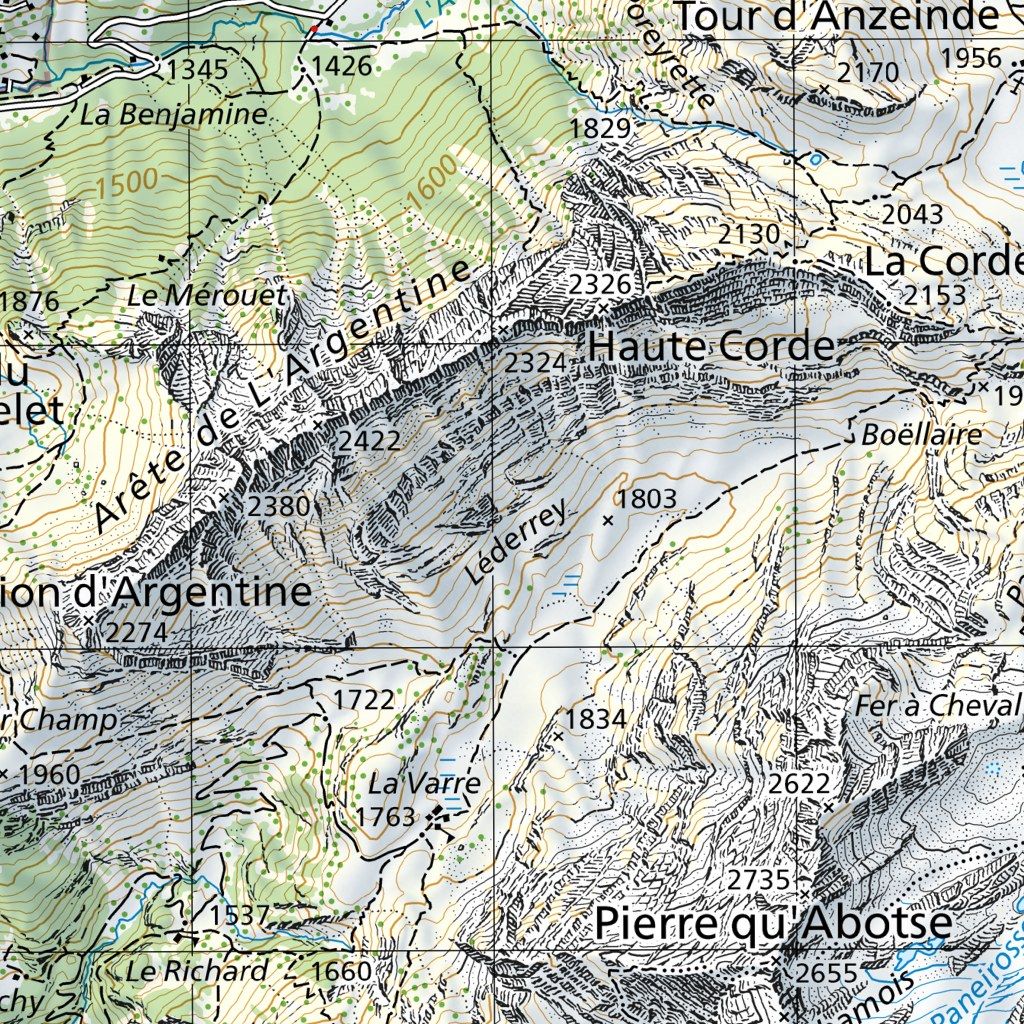 Tour d'Anzeinde
1345
1426
2170
1956
La Benjamine
1829
1500
1600
2043
2130
La Corde
1876
Le Mérouet
2326
2153
2324
Haute Corde
Arête de L'Argentine
2422
Boëllaire
2380
1803
Léderrey
ion d'Argentine
2274
1722
1834
Fer à Cheval
r Champ
1960
La Varre
1763
2622
2735
1537
Pierre qu'Abotse
Le Richard
1660
2655
Paneiross